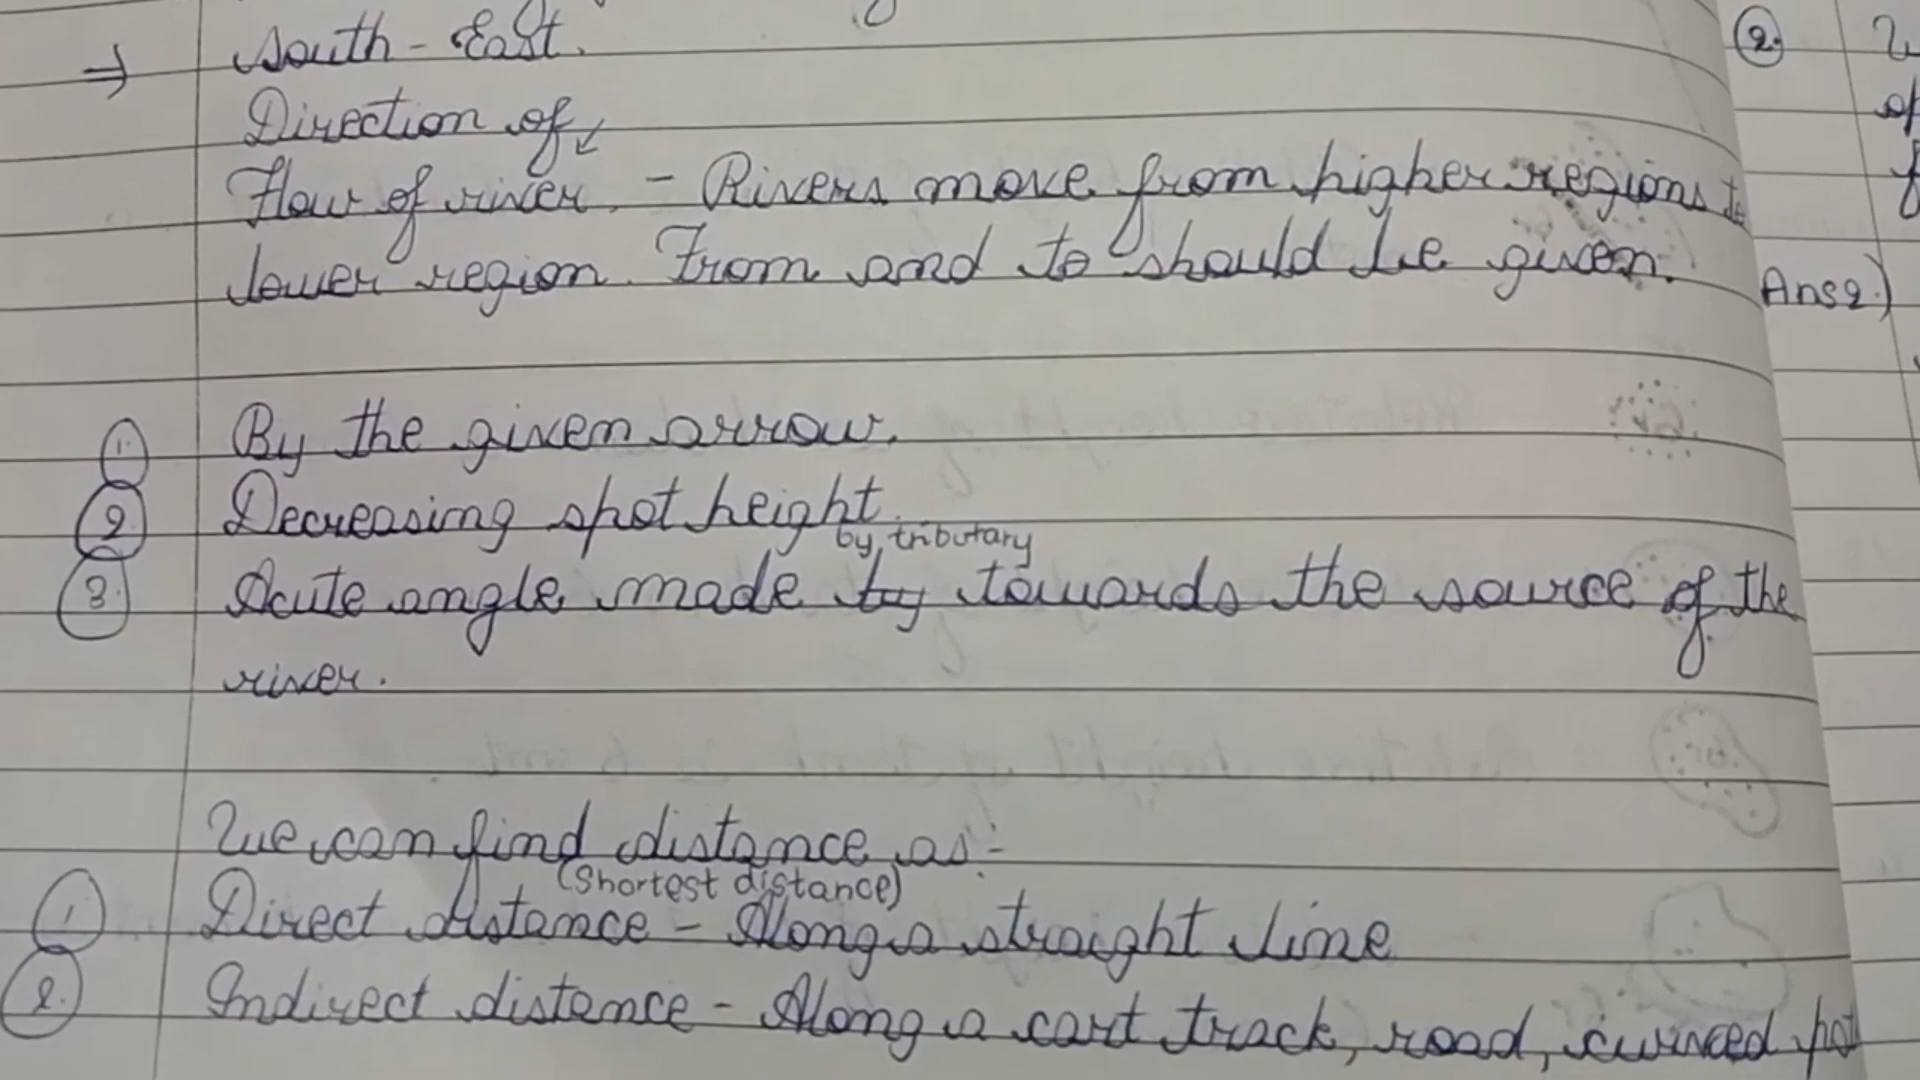 ⇒ South - East.
Direction of
Flow of river. - Rivers move from higher regions to
lower region. From and to should be given.
1. By the given arrow.
2. Decreasing spot height.
by tributary
3. Acute angle made by towards the source of the
river.
We can find distance as :-
(Shortest distance)
1. Direct distance - Along a straight line
2. Indirect distance - Along a cart track, road, curved
2.
of
Ans2.)